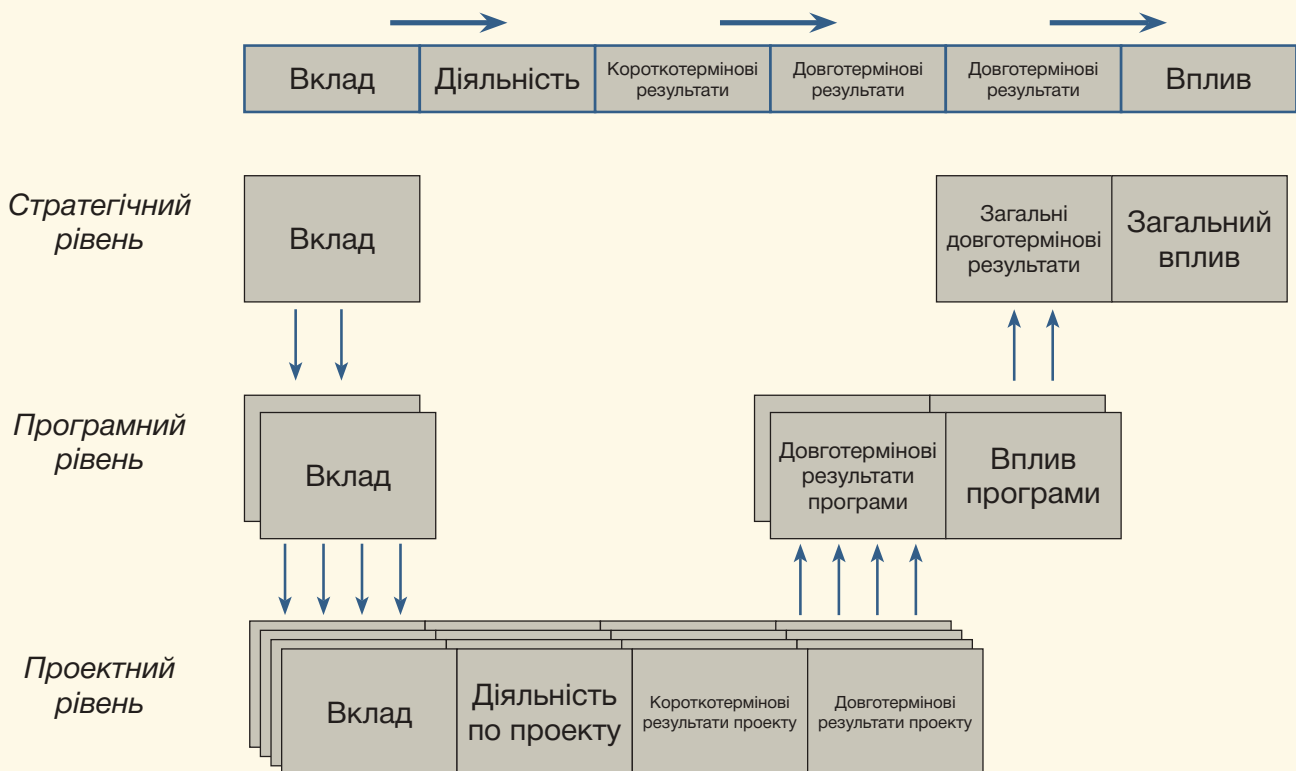 Вклад
Діяльність
Короткотермінові
результати
Довготермінові
результати
Довготермінові
результати
Вплив
Стратегічний
рівень
Вклад
Загальні
довготермінові
результати
Загальний
вплив
Програмний
рівень
Вклад
Довготермінові
результати
програми
Вплив
програми
Проектний
рівень
Вклад
Діяльність
по проекту
Короткотермінові
результати проекту
Довготермінові
результати проекту